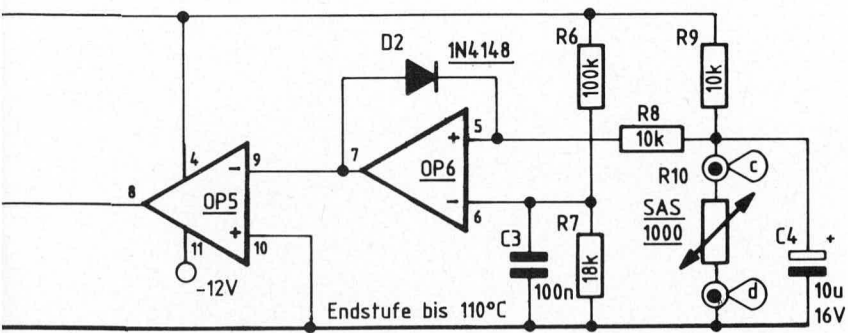 D2
1N4148
R6
100k
R9
10k
R8
10k
5
+
OP6
7
-
6
4
-
9
8
OP5
+
10
11
-12V
R10
c
SAS
1000
R7
18k
C3
100n
C4
+
10u
16V
d
Endstufe bis 110°C